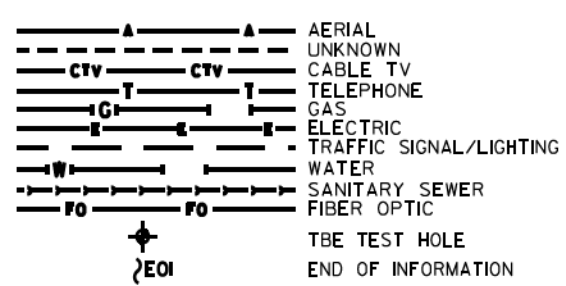 A A AERIAL
UNKNOWN
CTV CTV CABLE TV
T T TELEPHONE
G GAS
E E E ELECTRIC
TRAFFIC SIGNAL/LIGHTING
W WATER
SANITARY SEWER
FO FO FIBER OPTIC
TBE TEST HOLE
EOI END OF INFORMATION